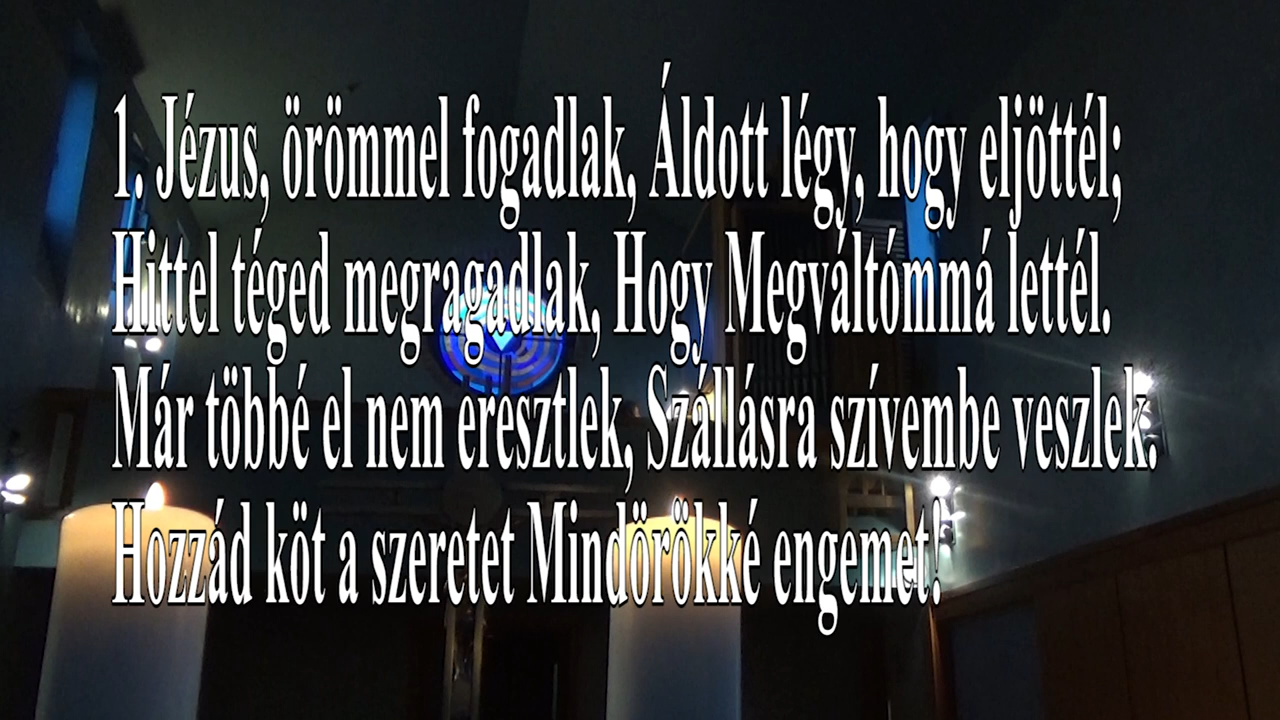 1. Jézus, örömmel fogadlak, Áldott légy, hogy eljöttél;
Hittel téged megragadlak, Hogy Megváltómmá lettél.
Már többé el nem eresztlek, Szállásra szívembe veszlek.
Hozzád köt a szeretet Mindörökké engemet!